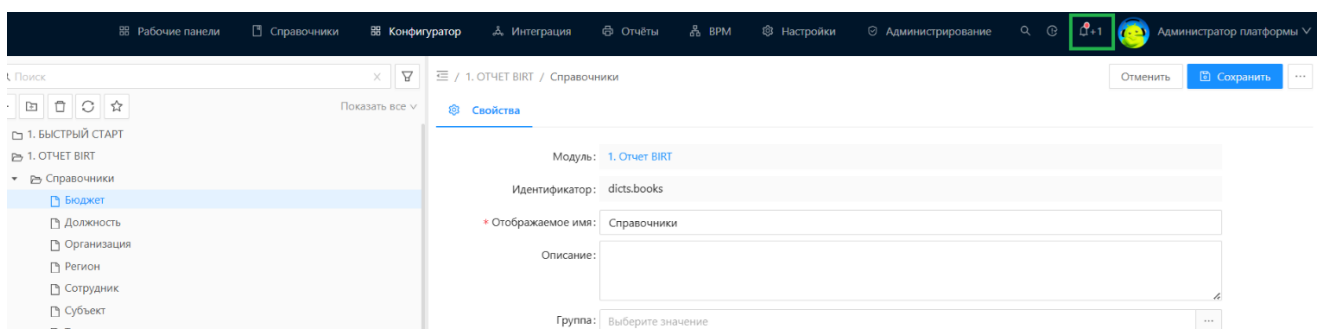 Рабочие панели Справочники Конфигуратор Интеграция Отчёты BPM Настройки Администрирование +1 Администратор платформы
Поиск
/ 1. ОТЧЕТ BIRT / Справочники
Отменить Сохранить ...
Показать все
Свойства
1. БЫСТРЫЙ СТАРТ
1. ОТЧЕТ BIRT
Модуль: 1. Отчет BIRT
Справочники
Идентификатор: dicts.books
Бюджет
* Отображаемое имя: Справочники
Должность
Организация
Описание:
Регион
Сотрудник
Субъект
Группа: Выберите значение ...